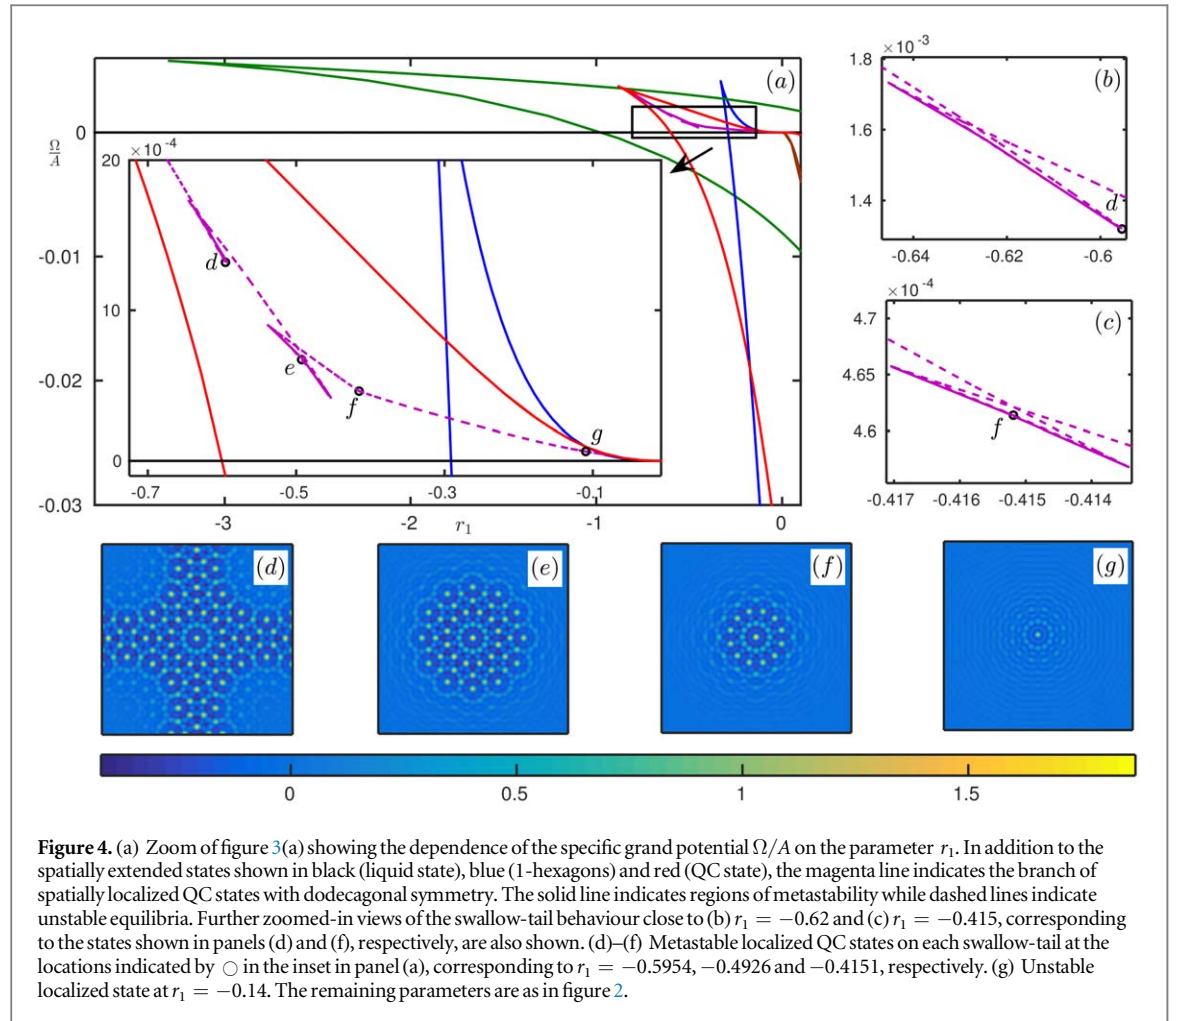 (a)
Ω/A
0
-0.01
-0.02
-0.03
-3
-2
r₁
-1
0
20
×10⁻⁴
10
0
-0.7
-0.5
-0.3
-0.1
d
e
f
g
1.8
×10⁻³
(b)
1.6
1.4
d
-0.64
-0.62
-0.6
×10⁻⁴
4.7
(c)
4.65
4.6
f
-0.417
-0.416
-0.415
-0.414
(d)
(e)
(f)
(g)
0
0.5
1
1.5
Figure 4. (a) Zoom of figure 3(a) showing the dependence of the specific grand potential Ω/A on the parameter r₁. In addition to the
spatially extended states shown in black (liquid state), blue (1-hexagons) and red (QC state), the magenta line indicates the branch of
spatially localized QC states with dodecagonal symmetry. The solid line indicates regions of metastability while dashed lines indicate
unstable equilibria. Further zoomed-in views of the swallow-tail behaviour close to (b) r₁ = −0.62 and (c) r₁ = −0.415, corresponding
to the states shown in panels (d) and (f), respectively, are also shown. (d)–(f) Metastable localized QC states on each swallow-tail at the
locations indicated by ○ in the inset in panel (a), corresponding to r₁ = −0.5954, −0.4926 and −0.4151, respectively. (g) Unstable
localized state at r₁ = −0.14. The remaining parameters are as in figure 2.